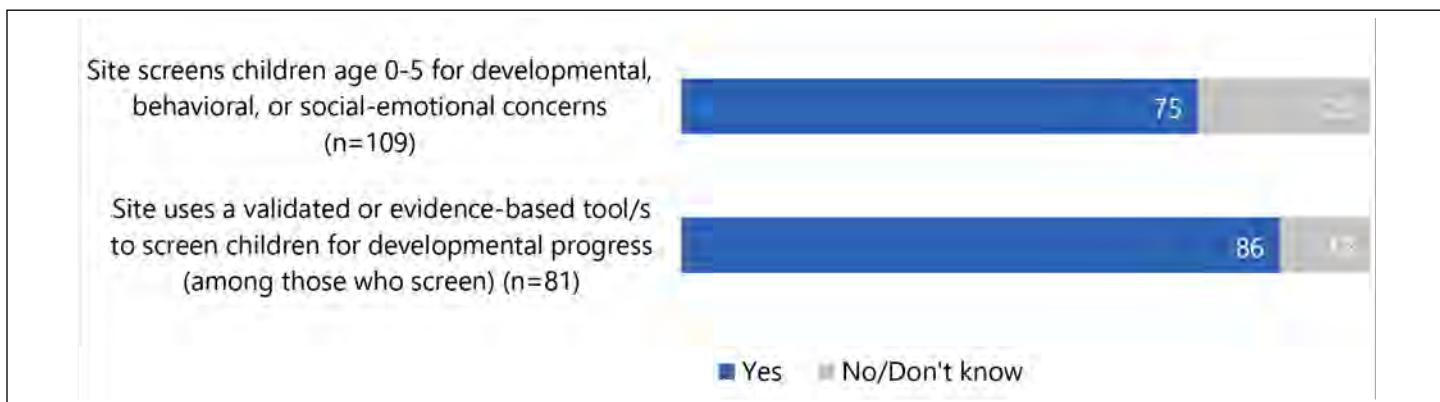 Site screens children age 0-5 for developmental,
behavioral, or social-emotional concerns
(n=109)
75
Site uses a validated or evidence-based tool/s
to screen children for developmental progress
(among those who screen) (n=81)
86
Yes No/Don't know